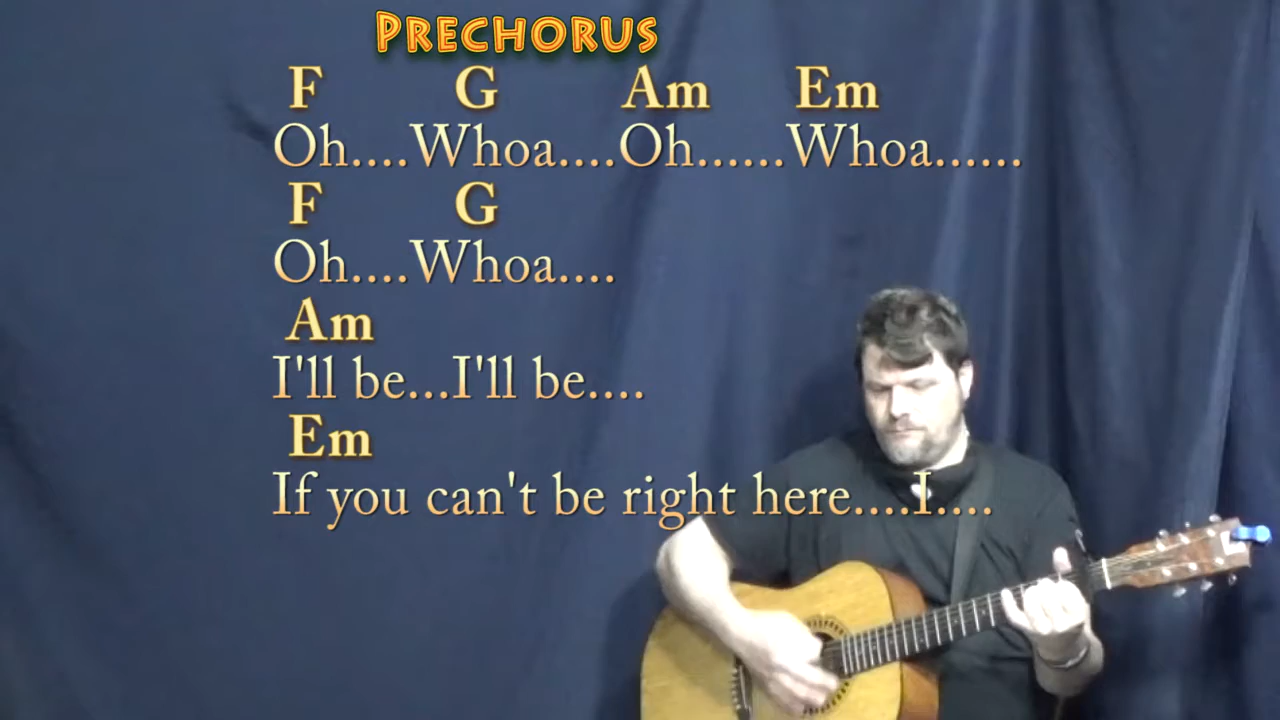 PRECHORUS
F G Am Em
Oh....Whoa....Oh......Whoa......
F G
Oh....Whoa....
Am
I'll be...I'll be....
Em
If you can't be right here....I....